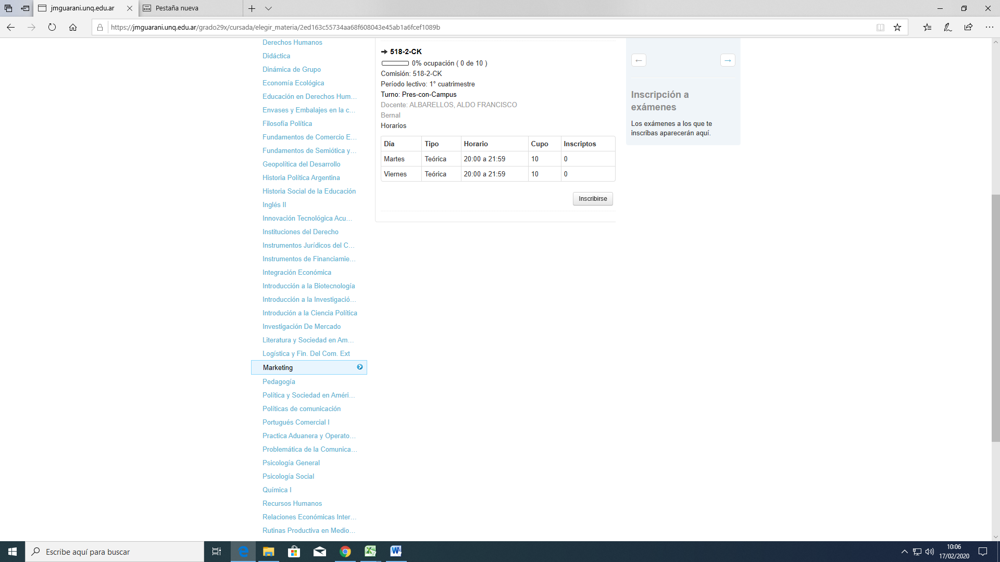 jmguarani.unq.edu.ar
Pestaña nueva
https://jmguarani.unq.edu.ar/grado29x/cursada/elegir_materia/2ed163c55734aa68f608043e45ab1a6fcef1089b
Derechos Humanos
Didáctica
Dinámica de Grupo
Economía Ecológica
Educación en Derechos Hum...
Envases y Embalajes en la c...
Filosofía Política
Fundamentos de Comercio E...
Fundamentos de Semiótica y...
Geopolítica del Desarrollo
Historia Política Argentina
Historia Social de la Educación
Inglés II
Innovación Tecnológica Acu...
Instituciones del Derecho
Instrumentos Jurídicos del C...
Instrumentos de Financiamie...
Integración Económica
Introducción a la Biotecnología
Introducción a la Investigació...
Introdución a la Ciencia Política
Investigación De Mercado
Literatura y Sociedad en Am...
Logística y Fin. Del Com. Ext
Marketing
Pedagogía
Política y Sociedad en Améri...
Políticas de comunicación
Portugués Comercial I
Practica Aduanera y Operato...
Problemática de la Comunica...
Psicología General
Psicología Social
Química I
Recursos Humanos
Relaciones Económicas Inter...
Rutinas Productiva en Medio...
518-2-CK
0% ocupación ( 0 de 10 )
Comisión: 518-2-CK
Período lectivo: 1° cuatrimestre
Turno: Pres-con-Campus
Docente: ALBARELLOS, ALDO FRANCISCO
Bernal
Horarios
Día Tipo Horario Cupo Inscriptos
Martes Teórica 20:00 a 21:59 10 0
Viernes Teórica 20:00 a 21:59 10 0
Inscribirse
Inscripción a
exámenes
Los exámenes a los que te
inscribas aparecerán aquí.
Escribe aquí para buscar
10:06
17/02/2020